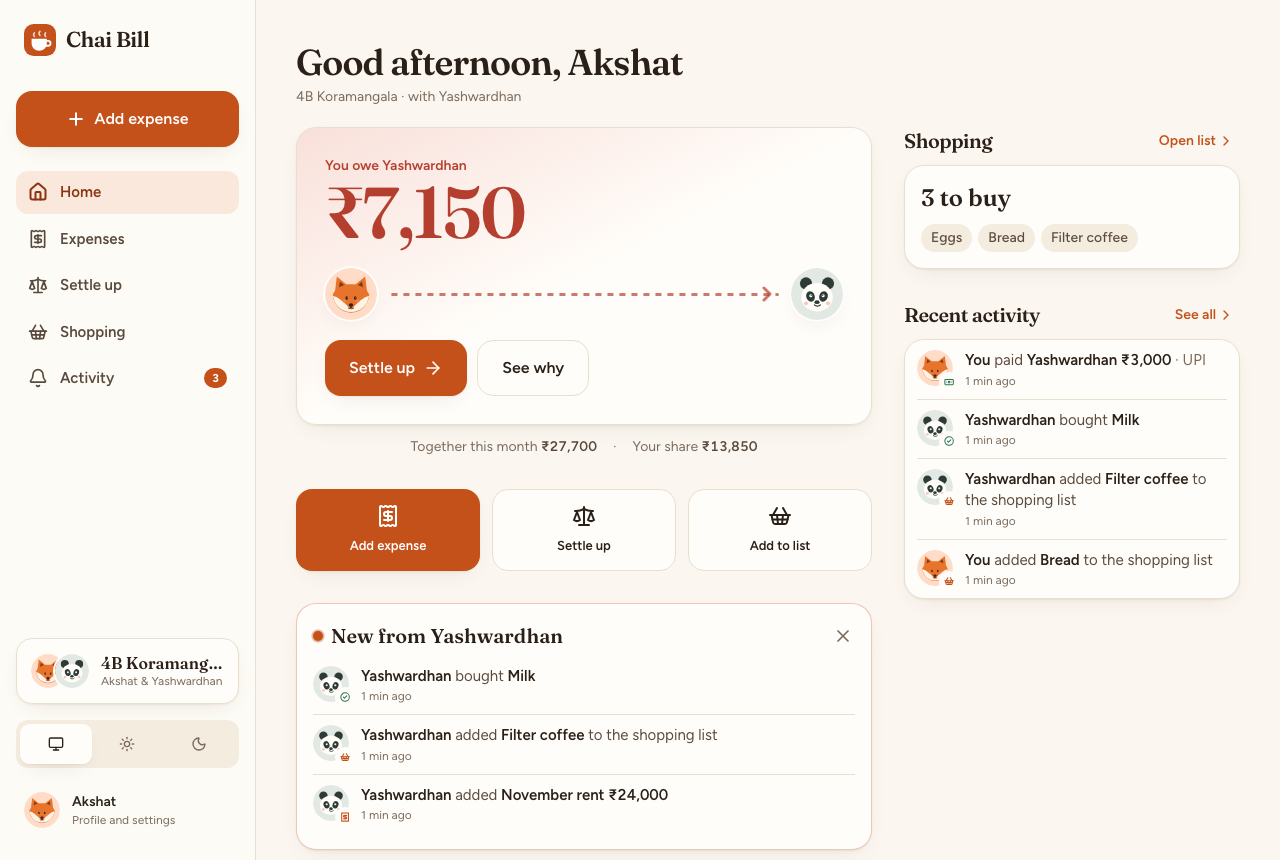 Chai Bill
Add expense
Home
Expenses
Settle up
Shopping
Activity
3
4B Koramang...
Akshat & Yashwardhan
Akshat
Profile and settings
Good afternoon, Akshat
4B Koramangala · with Yashwardhan
You owe Yashwardhan
₹7,150
Settle up
See why
Together this month ₹27,700 · Your share ₹13,850
Add expense
Settle up
Add to list
New from Yashwardhan
Yashwardhan bought Milk
1 min ago
Yashwardhan added Filter coffee to the shopping list
1 min ago
Yashwardhan added November rent ₹24,000
1 min ago
Shopping
Open list
3 to buy
Eggs
Bread
Filter coffee
Recent activity
See all
You paid Yashwardhan ₹3,000 · UPI
1 min ago
Yashwardhan bought Milk
1 min ago
Yashwardhan added Filter coffee to
the shopping list
1 min ago
You added Bread to the shopping list
1 min ago